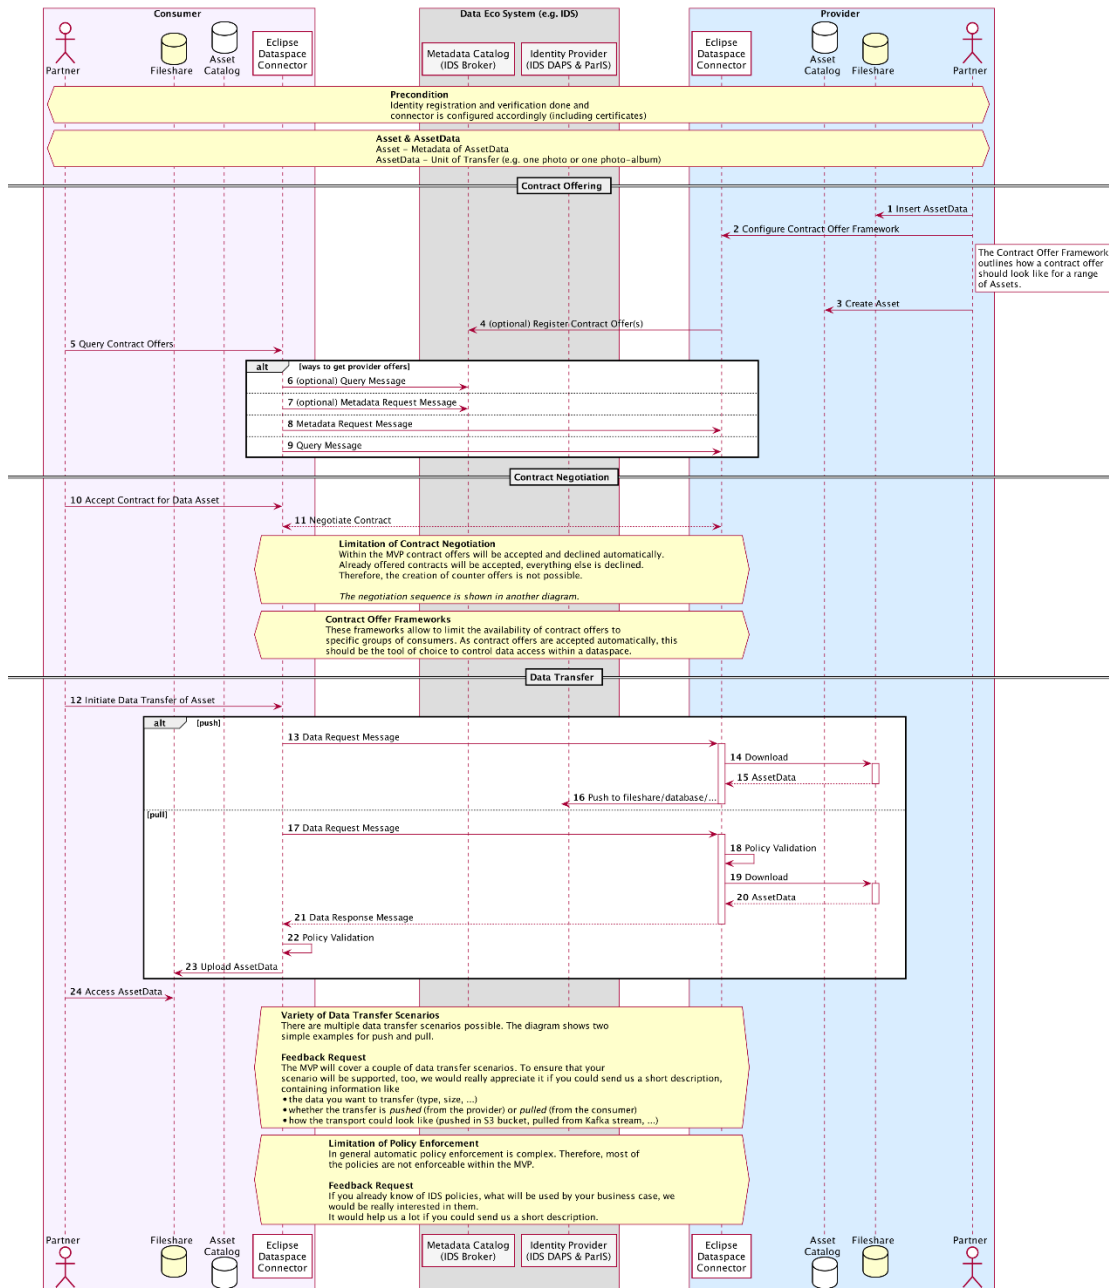 Consumer
Data Eco System (e.g. IDS)
Provider
Partner
Fileshare
Asset
Catalog
Eclipse
Dataspace
Connector
Metadata Catalog
(IDS Broker)
Identity Provider
(IDS DAPS & ParIS)
Eclipse
Dataspace
Connector
Asset
Catalog
Fileshare
Partner
Precondition
Identity registration and verification done and
connector is configured accordingly (including certificates)
Asset & AssetData
Asset - Metadata of AssetData
AssetData - Unit of Transfer (e.g. one photo or one photo-album)
Contract Offering
1 Insert AssetData
2 Configure Contract Offer Framework
The Contract Offer Framework
outlines how a contract offer
should look like for a range
of Assets.
3 Create Asset
4 (optional) Register Contract Offer(s)
5 Query Contract Offers
alt [ways to get provider offers]
6 (optional) Query Message
7 (optional) Metadata Request Message
8 Metadata Request Message
9 Query Message
Contract Negotiation
10 Accept Contract for Data Asset
11 Negotiate Contract
Limitation of Contract Negotiation
Within the MVP contract offers will be accepted and declined automatically.
Already offered contracts will be accepted, everything else is declined.
Therefore, the creation of counter offers is not possible.
The negotiation sequence is shown in another diagram.
Contract Offer Frameworks
These frameworks allow to limit the availability of contract offers to
specific groups of consumers. As contract offers are accepted automatically, this
should be the tool of choice to control data access within a dataspace.
Data Transfer
12 Initiate Data Transfer of Asset
alt [push]
13 Data Request Message
14 Download
15 AssetData
16 Push to fileshare/database/...
[pull]
17 Data Request Message
18 Policy Validation
19 Download
20 AssetData
21 Data Response Message
22 Policy Validation
23 Upload AssetData
24 Access AssetData
Variety of Data Transfer Scenarios
There are multiple data transfer scenarios possible. The diagram shows two
simple examples for push and pull.
Feedback Request
The MVP will cover a couple of data transfer scenarios. To ensure that your
scenario will be supported, too, we would really appreciate it if you could send us a short description,
containing information like
• the data you want to transfer (type, size, ...)
• whether the transfer is pushed (from the provider) or pulled (from the consumer)
• how the transport could look like (pushed in S3 bucket, pulled from Kafka stream, ...)
Limitation of Policy Enforcement
In general automatic policy enforcement is complex. Therefore, most of
the policies are not enforceable within the MVP.
Feedback Request
If you already know of IDS policies, what will be used by your business case, we
would be really interested in them.
It would help us a lot if you could send us a short description.
Partner
Fileshare
Asset
Catalog
Eclipse
Dataspace
Connector
Metadata Catalog
(IDS Broker)
Identity Provider
(IDS DAPS & ParIS)
Eclipse
Dataspace
Connector
Asset
Catalog
Fileshare
Partner